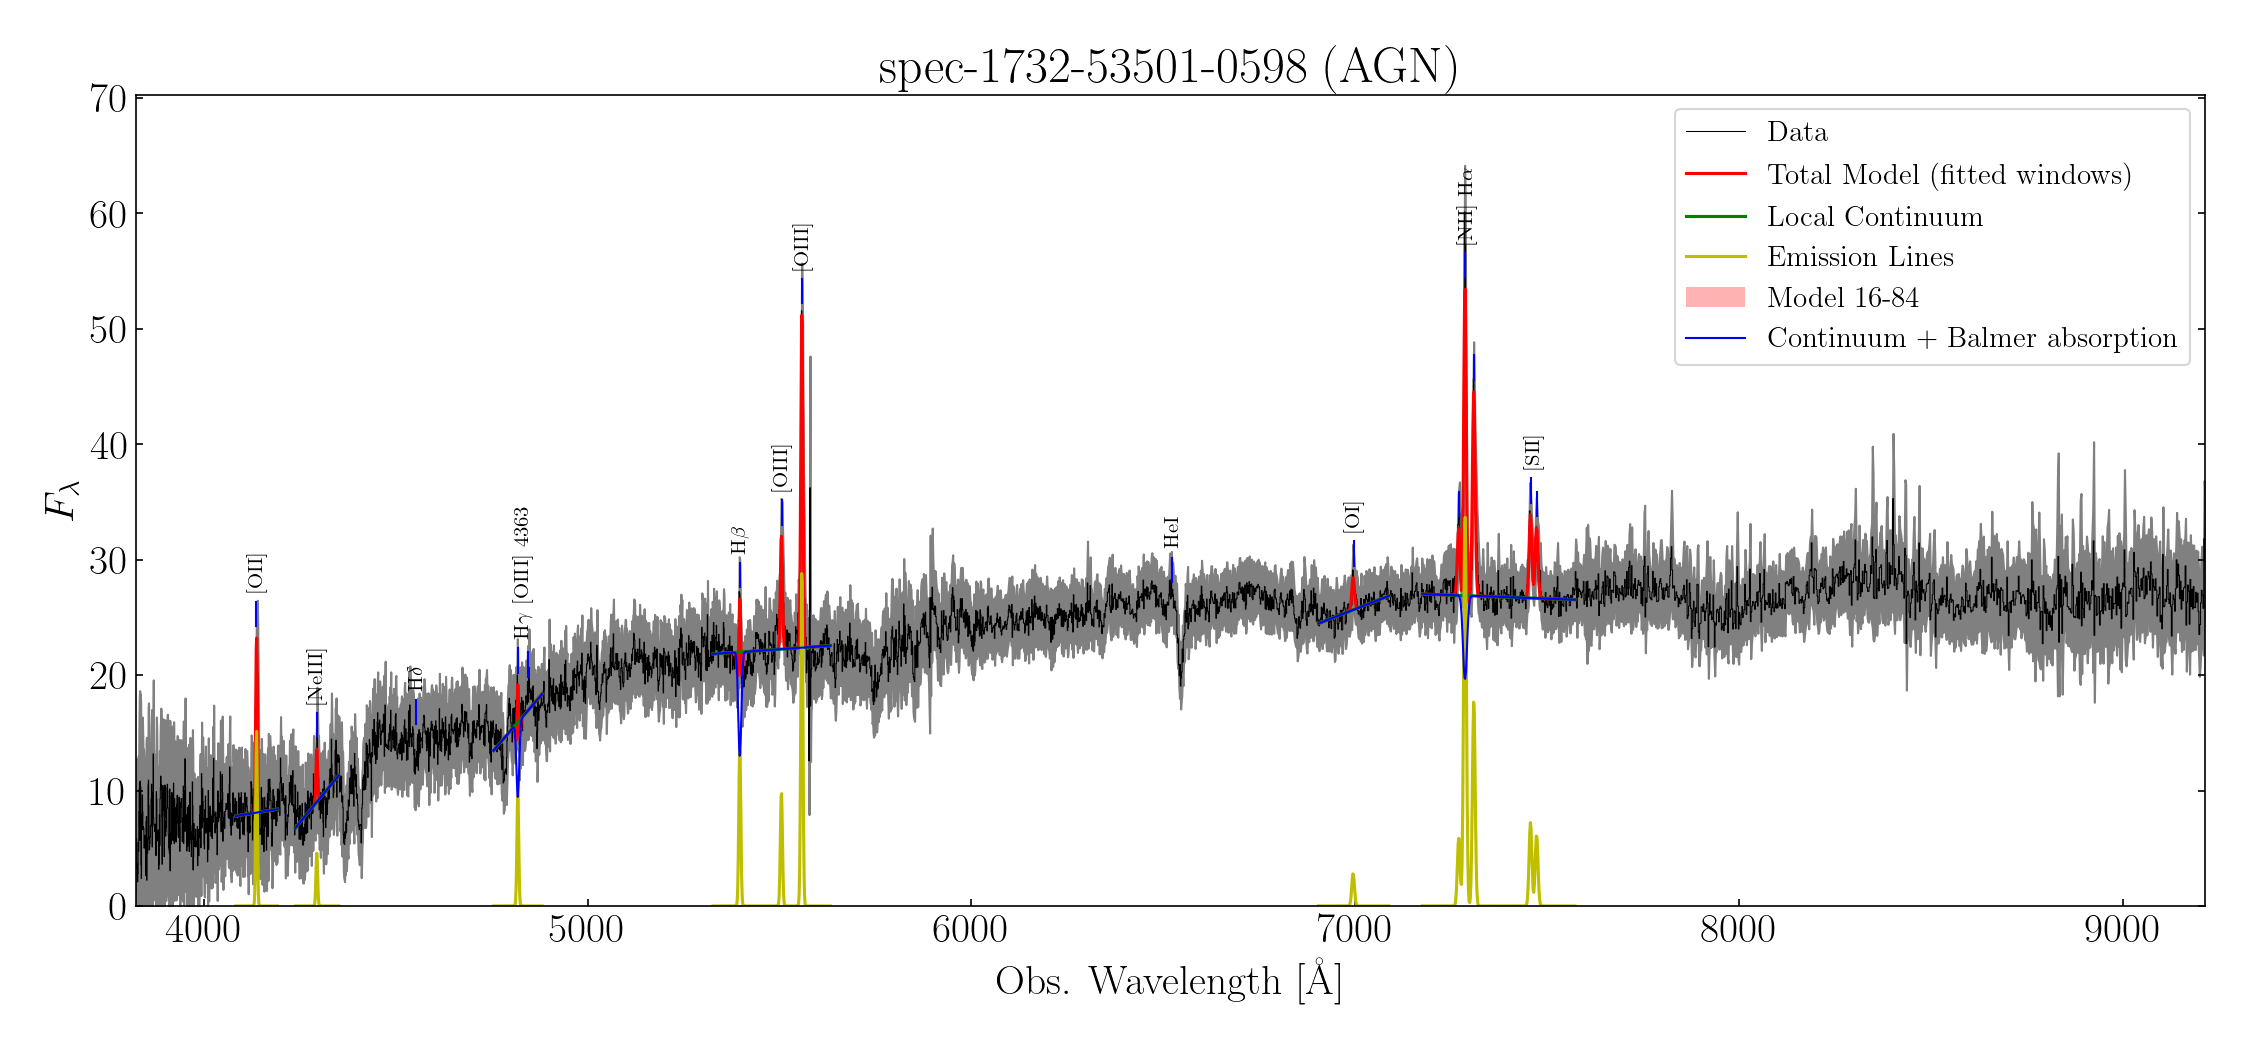 spec-1732-53501-0598 (AGN)
70
60
50
40
30
20
10
0
F_λ
4000 5000 6000 7000 8000 9000
Obs. Wavelength [Å]
Data
Total Model (fitted windows)
Local Continuum
Emission Lines
Model 16-84
Continuum + Balmer absorption
[OII]
[NeIII]
Hδ
Hγ [OIII] 4363
Hβ
[OIII]
[OIII]
HeI
[OI]
[NII] Hα
[SII]